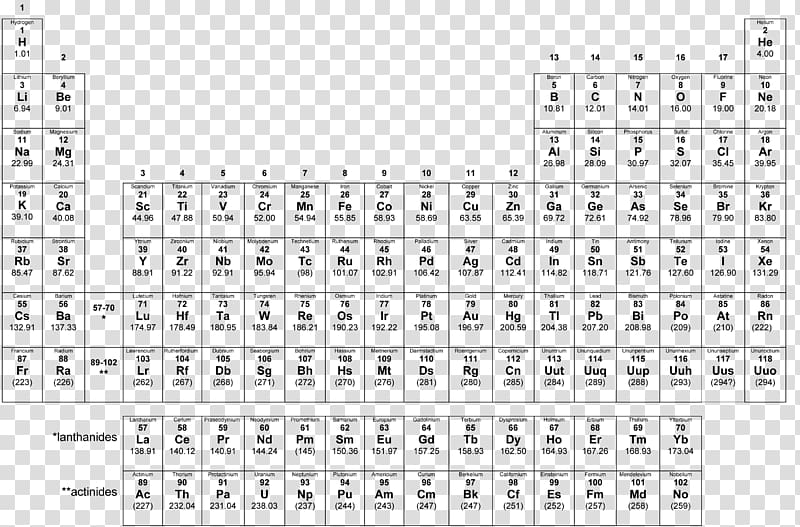 1
Hydrogen Helium
1 2
H He
1.01 2 13 14 15 16 17 4.00
Lithium Beryllium Boron Carbon Nitrogen Oxygen Fluorine Neon
3 4 5 6 7 8 9 10
Li Be B C N O F Ne
6.94 9.01 10.81 12.01 14.01 16.00 19.00 20.18
Sodium Magnesium Aluminum Silicon Phosphorus Sulfur Chlorine Argon
11 12 13 14 15 16 17 18
Na Mg Al Si P S Cl Ar
22.99 24.31 3 4 5 6 7 8 9 10 11 12 26.98 28.09 30.97 32.07 35.45 39.95
Potassium Calcium Scandium Titanium Vanadium Chromium Manganese Iron Cobalt Nickel Copper Zinc Gallium Germanium Arsenic Selenium Bromine Krypton
19 20 21 22 23 24 25 26 27 28 29 30 31 32 33 34 35 36
K Ca Sc Ti V Cr Mn Fe Co Ni Cu Zn Ga Ge As Se Br Kr
39.10 40.08 44.96 47.88 50.94 52.00 54.94 55.85 58.93 58.69 63.55 65.39 69.72 72.61 74.92 78.96 79.90 83.80
Rubidium Strontium Yttrium Zirconium Niobium Molybdenum Technetium Ruthenium Rhodium Palladium Silver Cadmium Indium Tin Antimony Tellurium Iodine Xenon
37 38 39 40 41 42 43 44 45 46 47 48 49 50 51 52 53 54
Rb Sr Y Zr Nb Mo Tc Ru Rh Pd Ag Cd In Sn Sb Te I Xe
85.47 87.62 88.91 91.22 92.91 95.94 (98) 101.07 102.91 106.42 107.87 112.41 114.82 118.71 121.76 127.60 126.90 131.29
Cesium Barium Lutetium Hafnium Tantalum Tungsten Rhenium Osmium Iridium Platinum Gold Mercury Thallium Lead Bismuth Polonium Astatine Radon
55 56 57-70 71 72 73 74 75 76 77 78 79 80 81 82 83 84 85 86
Cs Ba * Lu Hf Ta W Re Os Ir Pt Au Hg Tl Pb Bi Po At Rn
132.91 137.33 174.97 178.49 180.95 183.84 186.21 190.23 192.22 195.08 196.97 200.59 204.38 207.20 208.98 (209) (210) (222)
Francium Radium Lawrencium Rutherfordium Dubnium Seaborgium Bohrium Hassium Meitnerium Darmstadtium Roentgenium Copernicium Ununtrium Ununquadium Ununpentium Ununhexium Ununseptium Ununoctium
87 88 89-102 103 104 105 106 107 108 109 110 111 112 113 114 115 116 117 118
Fr Ra ** Lr Rf Db Sg Bh Hs Mt Ds Rg Cn Uut Uuq Uup Uuh Uus Uuo
(223) (226) (262) (267) (268) (271) (272) (270) (276) (281) (280) (285) (284) (289) (288) (293) (294?) (294)
Lanthanum Cerium Praseodymium Neodymium Promethium Samarium Europium Gadolinium Terbium Dysprosium Holmium Erbium Thulium Ytterbium
57 58 59 60 61 62 63 64 65 66 67 68 69 70
*lanthanides La Ce Pr Nd Pm Sm Eu Gd Tb Dy Ho Er Tm Yb
138.91 140.12 140.91 144.24 (145) 150.36 151.97 157.25 158.93 162.50 164.93 167.26 168.93 173.04
Actinium Thorium Protactinium Uranium Neptunium Plutonium Americium Curium Berkelium Californium Einsteinium Fermium Mendelevium Nobelium
89 90 91 92 93 94 95 96 97 98 99 100 101 102
**actinides Ac Th Pa U Np Pu Am Cm Bk Cf Es Fm Md No
(227) 232.04 231.04 238.03 (237) (244) (243) (247) (247) (251) (252) (257) (258) (259)